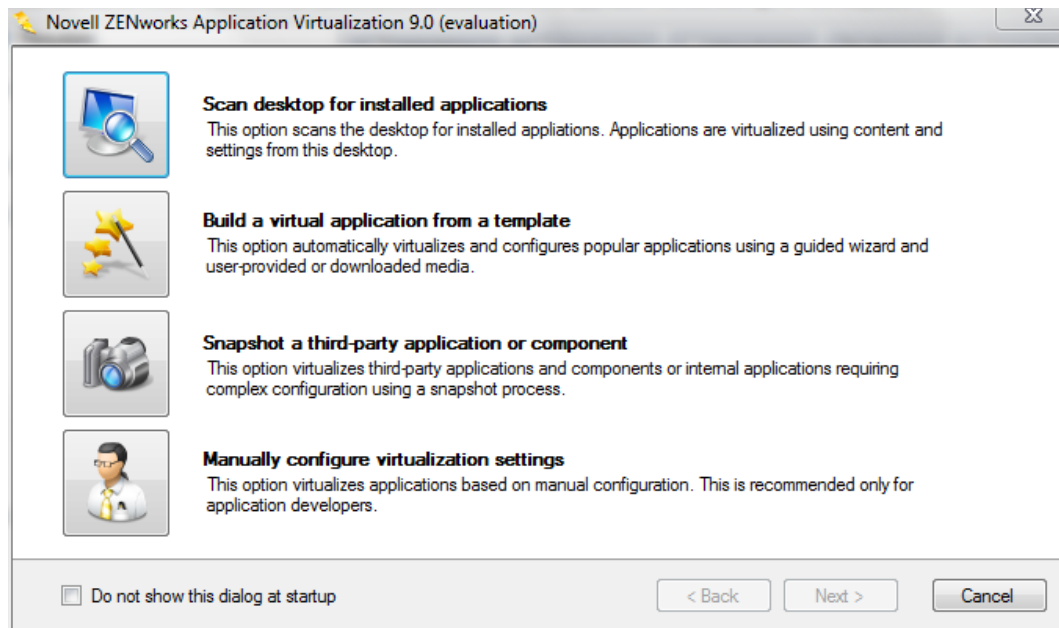 Novell ZENworks Application Virtualization 9.0 (evaluation)
Scan desktop for installed applications
This option scans the desktop for installed appliations. Applications are virtualized using content and
settings from this desktop.
Build a virtual application from a template
This option automatically virtualizes and configures popular applications using a guided wizard and
user-provided or downloaded media.
Snapshot a third-party application or component
This option virtualizes third-party applications and components or internal applications requiring
complex configuration using a snapshot process.
Manually configure virtualization settings
This option virtualizes applications based on manual configuration. This is recommended only for
application developers.
Do not show this dialog at startup
< Back
Next >
Cancel